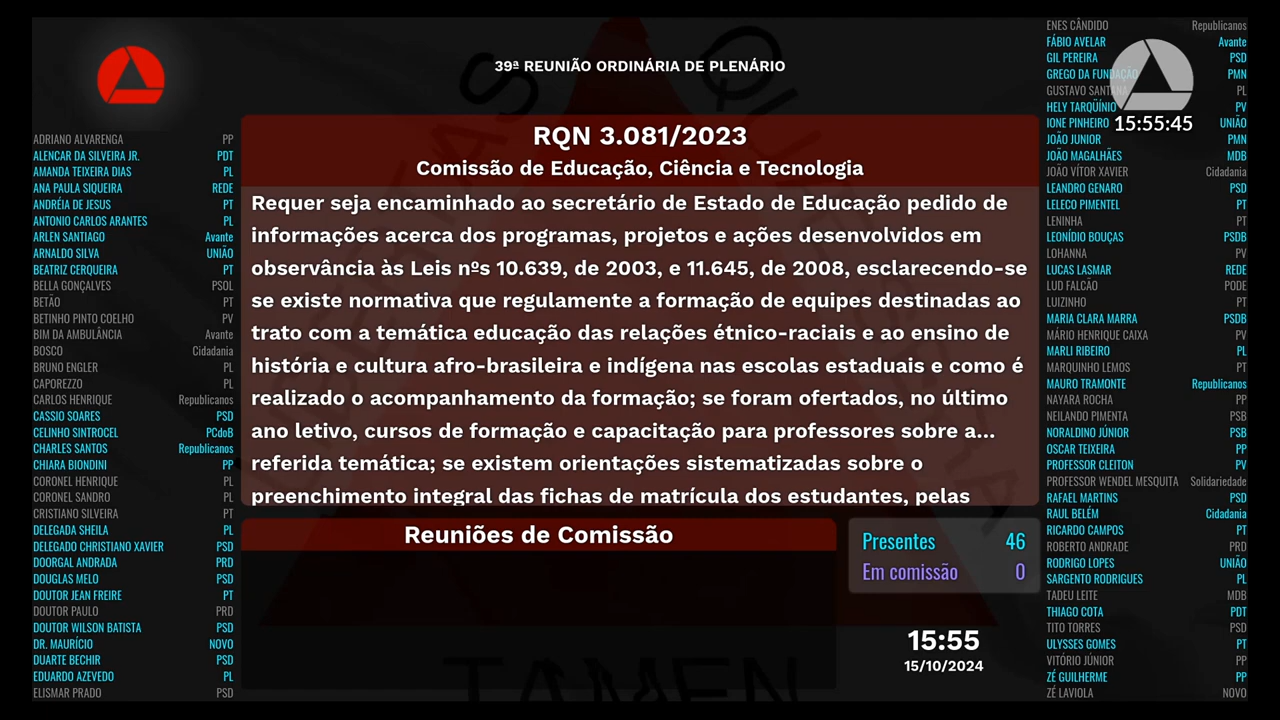 39ª REUNIÃO ORDINÁRIA DE PLENÁRIO
RQN 3.081/2023
Comissão de Educação, Ciência e Tecnologia
Requer seja encaminhado ao secretário de Estado de Educação pedido de
informações acerca dos programas, projetos e ações desenvolvidos em
observância às Leis nºs 10.639, de 2003, e 11.645, de 2008, esclarecendo-se
se existe normativa que regulamente a formação de equipes destinadas ao
trato com a temática educação das relações étnico-raciais e ao ensino de
história e cultura afro-brasileira e indígena nas escolas estaduais e como é
realizado o acompanhamento da formação; se foram ofertados, no último
ano letivo, cursos de formação e capacitação para professores sobre a...
referida temática; se existem orientações sistematizadas sobre o
preenchimento integral das fichas de matrícula dos estudantes, pelas
Reuniões de Comissão
Presentes 46
Em comissão 0
15:55
15/10/2024
ADRIANO ALVARENGA PP
ALENCAR DA SILVEIRA JR. PDT
AMANDA TEIXEIRA DIAS PL
ANA PAULA SIQUEIRA REDE
ANDRÉIA DE JESUS PT
ANTONIO CARLOS ARANTES PL
ARLEN SANTIAGO Avante
ARNALDO SILVA UNIÃO
BEATRIZ CERQUEIRA PT
BELLA GONÇALVES PSOL
BETÃO PT
BETINHO PINTO COELHO PV
BIM DA AMBULÂNCIA Avante
BOSCO Cidadania
BRUNO ENGLER PL
CAPOREZZO PL
CARLOS HENRIQUE Republicanos
CASSIO SOARES PSD
CELINHO SINTROCEL PCdoB
CHARLES SANTOS Republicanos
CHIARA BIONDINI PP
CORONEL HENRIQUE PL
CORONEL SANDRO PL
CRISTIANO SILVEIRA PT
DELEGADA SHEILA PL
DELEGADO CHRISTIANO XAVIER PSD
DOORGAL ANDRADA PRD
DOUGLAS MELO PSD
DOUTOR JEAN FREIRE PT
DOUTOR PAULO PRD
DOUTOR WILSON BATISTA PSD
DR. MAURÍCIO NOVO
DUARTE BECHIR PSD
EDUARDO AZEVEDO PL
ELISMAR PRADO PSD
ENES CÂNDIDO Republicanos
FÁBIO AVELAR Avante
GIL PEREIRA PSD
GREGO DA FUNDAÇÃO PMN
GUSTAVO SANTANA PL
HELY TARQÜÍNIO PV
IONE PINHEIRO UNIÃO
15:55:45
JOÃO JUNIOR PMN
JOÃO MAGALHÃES MDB
JOÃO VÍTOR XAVIER Cidadania
LEANDRO GENARO PSD
LELECO PIMENTEL PT
LENINHA PT
LEONÍDIO BOUÇAS PSDB
LOHANNA PV
LUCAS LASMAR REDE
LUD FALCÃO PODE
LUIZINHO PT
MARIA CLARA MARRA PSDB
MÁRIO HENRIQUE CAIXA PV
MARLI RIBEIRO PL
MARQUINHO LEMOS PT
MAURO TRAMONTE Republicanos
NAYARA ROCHA PP
NEILANDO PIMENTA PSB
NORALDINO JÚNIOR PSB
OSCAR TEIXEIRA PP
PROFESSOR CLEITON PV
PROFESSOR WENDEL MESQUITA Solidariedade
RAFAEL MARTINS PSD
RAUL BELÉM Cidadania
RICARDO CAMPOS PT
ROBERTO ANDRADE PRD
RODRIGO LOPES UNIÃO
SARGENTO RODRIGUES PL
TADEU LEITE MDB
THIAGO COTA PDT
TITO TORRES PSD
ULYSSES GOMES PT
VITÓRIO JÚNIOR PP
ZÉ GUILHERME PP
ZÉ LAVIOLA NOVO